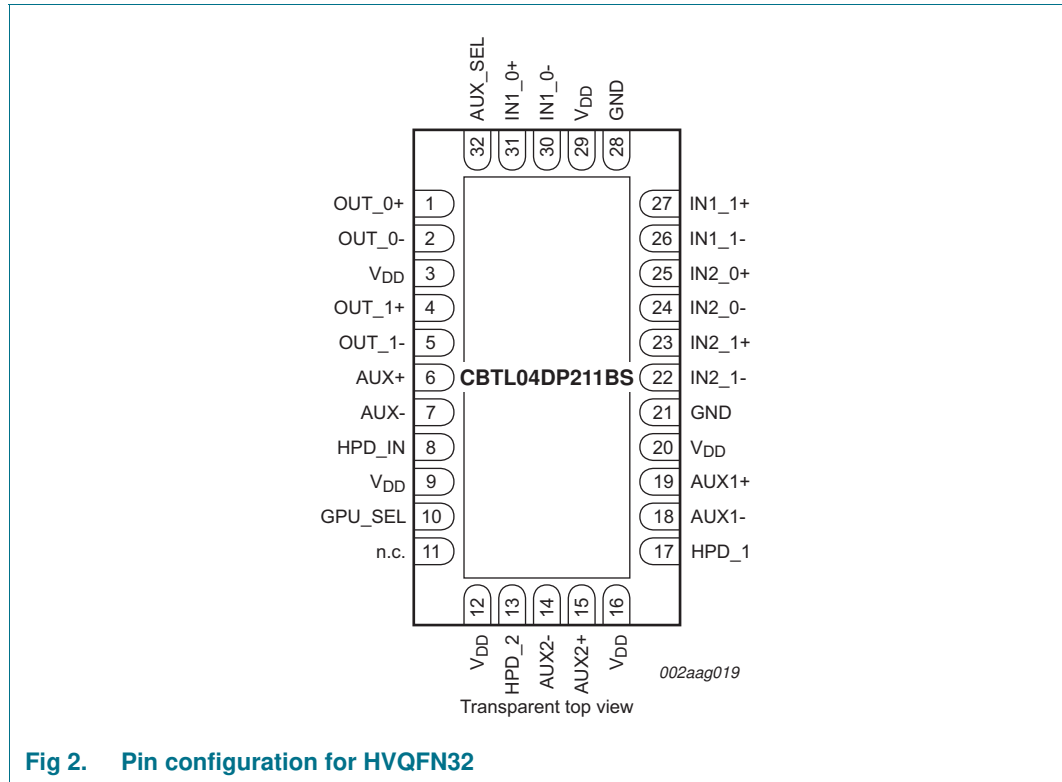 AUX_SEL
IN1_0+
IN1_0-
VDD
GND
32
31
30
29
28
OUT_0+ 1
OUT_0- 2
VDD 3
OUT_1+ 4
OUT_1- 5
AUX+ 6
AUX- 7
HPD_IN 8
VDD 9
GPU_SEL 10
n.c. 11
CBTL04DP211BS
27 IN1_1+
26 IN1_1-
25 IN2_0+
24 IN2_0-
23 IN2_1+
22 IN2_1-
21 GND
20 VDD
19 AUX1+
18 AUX1-
17 HPD_1
12
13
14
15
16
VDD
HPD_2
AUX2-
AUX2+
VDD
002aag019
Transparent top view
Fig 2. Pin configuration for HVQFN32